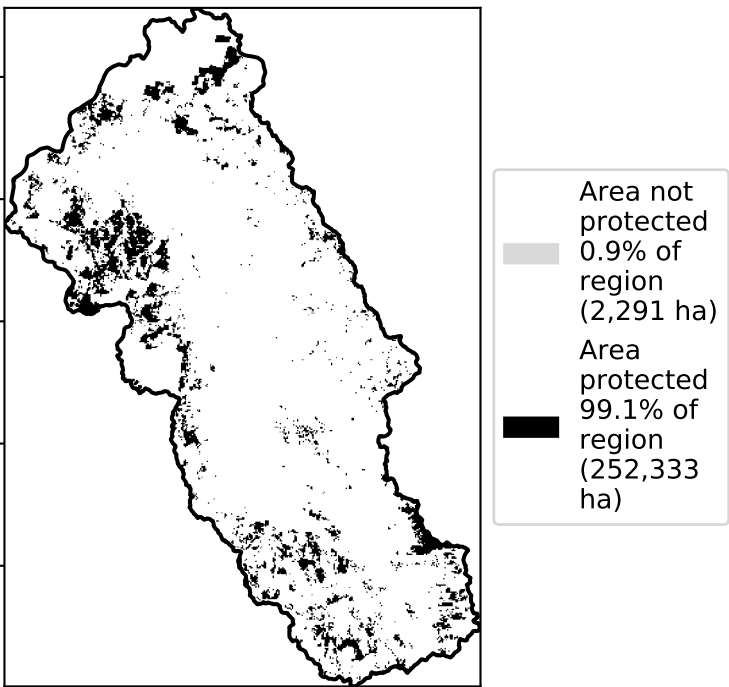 Area not
protected
0.9% of
region
(2,291 ha)
Area
protected
99.1% of
region
(252,333
ha)